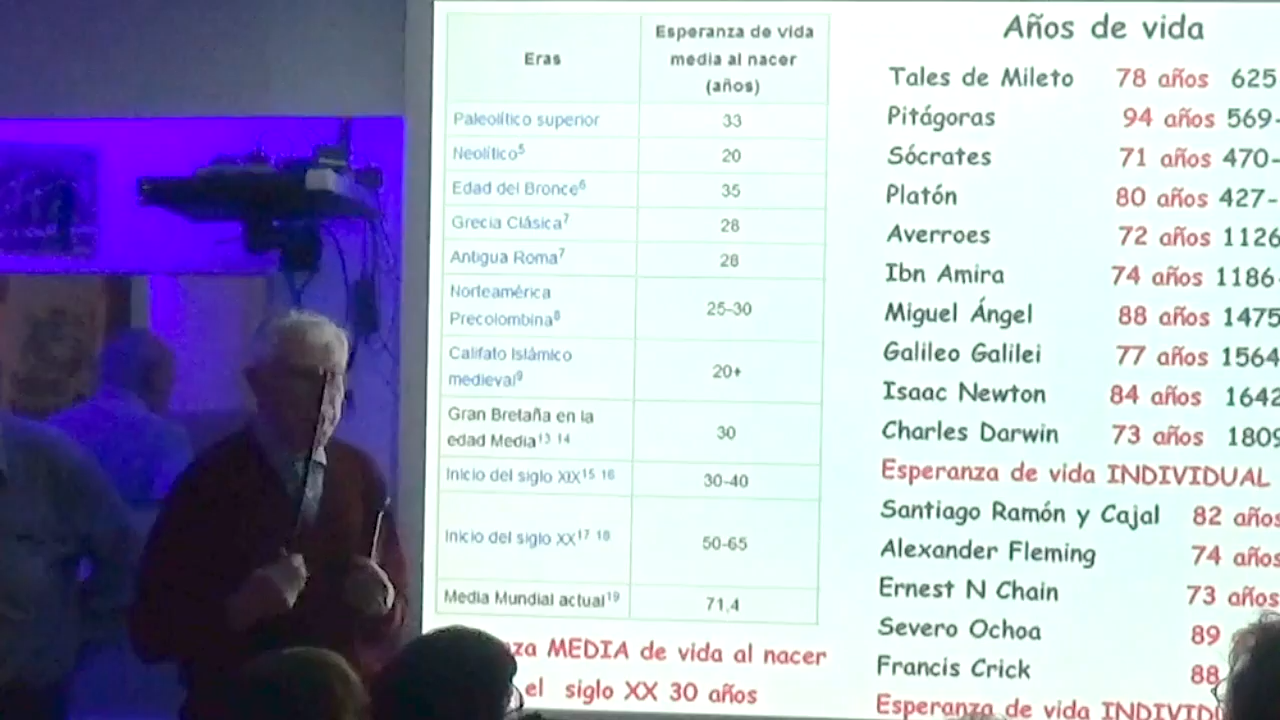 Eras
Esperanza de vida
media al nacer
(años)
Paleolítico superior 33
Neolítico⁵ 20
Edad del Bronce⁶ 35
Grecia Clásica⁷ 28
Antigua Roma⁷ 28
Norteamérica
Precolombina⁸ 25-30
Califato Islámico
medieval⁹ 20+
Gran Bretaña en la
edad Media¹³ ¹⁴ 30
Inicio del siglo XIX¹⁵ ¹⁶ 30-40
Inicio del siglo XX¹⁷ ¹⁸ 50-65
Media Mundial actual¹⁹ 71,4
za MEDIA de vida al nacer
el siglo XX 30 años
Años de vida
Tales de Mileto 78 años 625
Pitágoras 94 años 569-
Sócrates 71 años 470-
Platón 80 años 427-
Averroes 72 años 1126
Ibn Amira 74 años 1186-
Miguel Ángel 88 años 1475
Galileo Galilei 77 años 1564
Isaac Newton 84 años 1642
Charles Darwin 73 años 1809
Esperanza de vida INDIVIDUAL
Santiago Ramón y Cajal 82 años
Alexander Fleming 74 años
Ernest N Chain 73 años
Severo Ochoa 89
Francis Crick 88
Esperanza de vida INDIVID